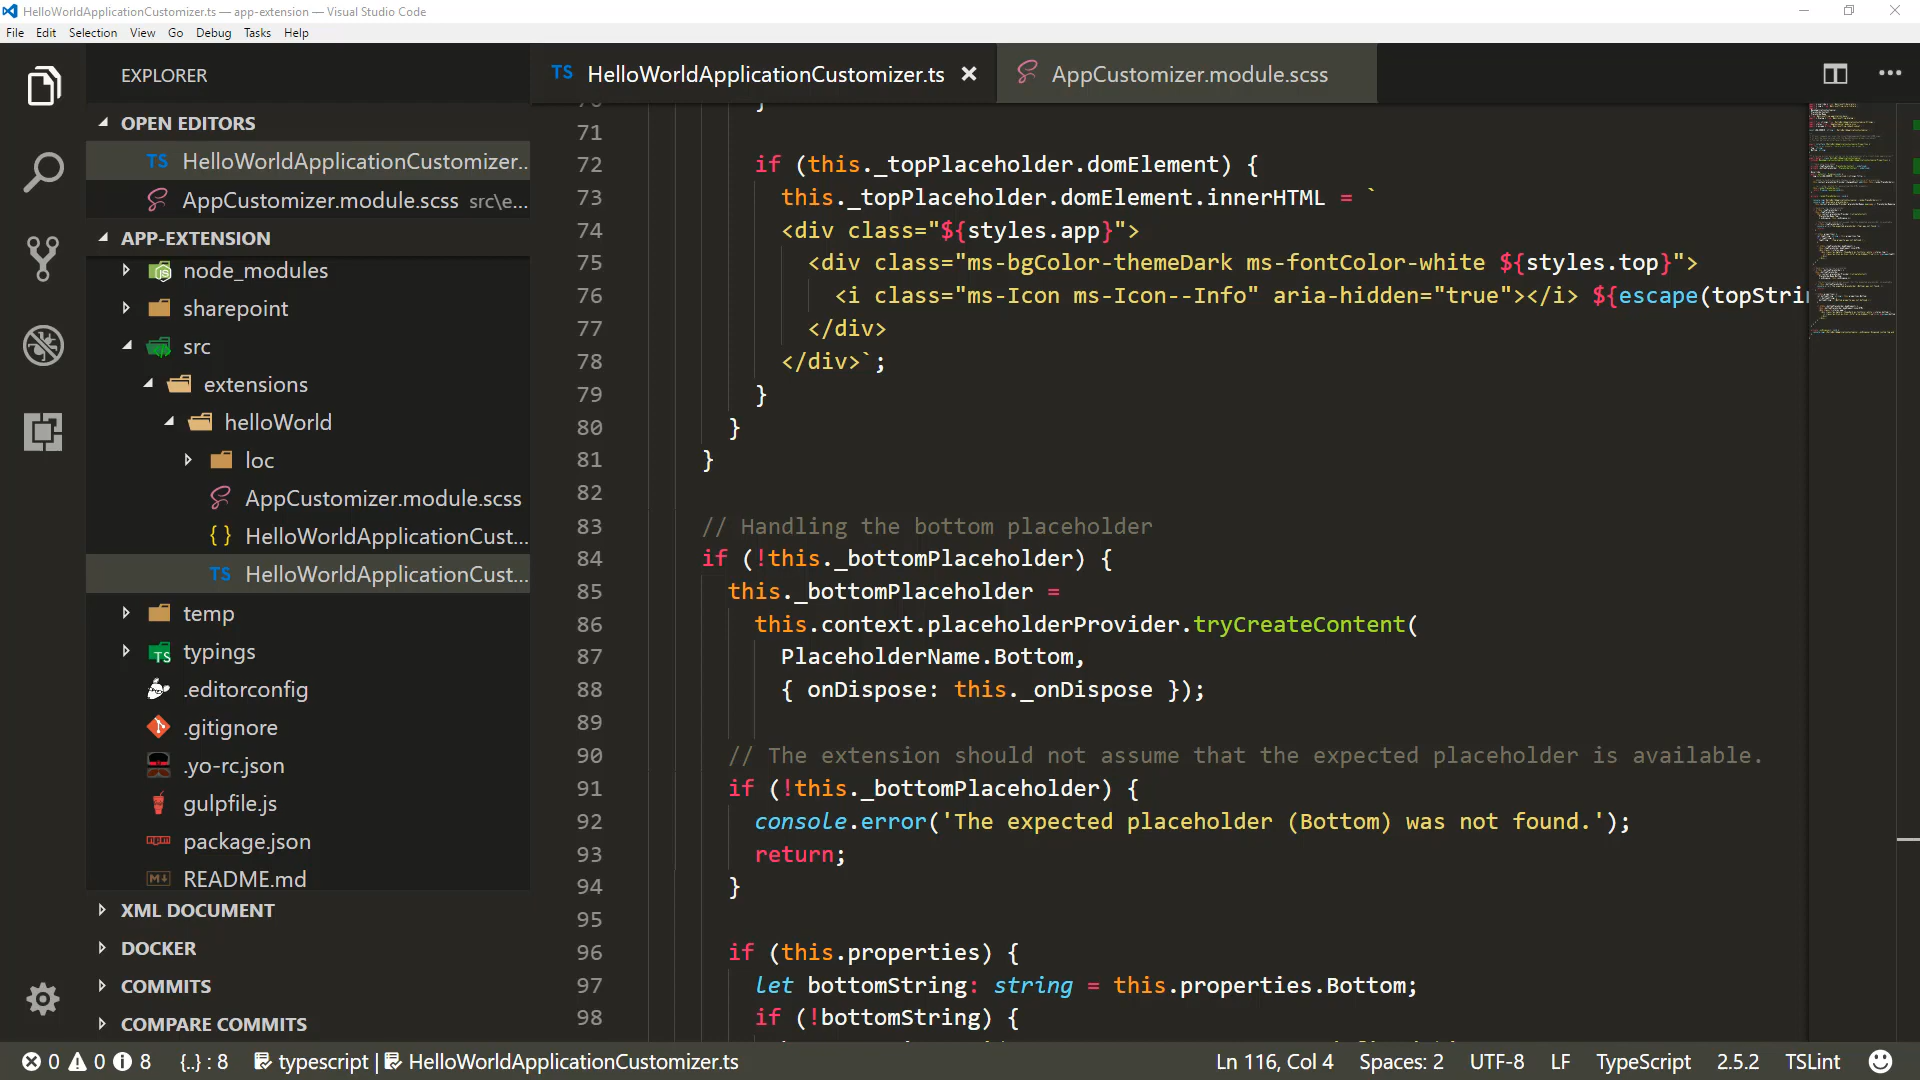 HelloWorldApplicationCustomizer.ts — app-extension — Visual Studio Code
File Edit Selection View Go Debug Tasks Help
EXPLORER
OPEN EDITORS
TS HelloWorldApplicationCustomizer...
AppCustomizer.module.scss src\e...
APP-EXTENSION
node_modules
sharepoint
src
extensions
helloWorld
loc
AppCustomizer.module.scss
{ } HelloWorldApplicationCust...
TS HelloWorldApplicationCust...
temp
typings
.editorconfig
.gitignore
.yo-rc.json
gulpfile.js
package.json
README.md
XML DOCUMENT
DOCKER
COMMITS
COMPARE COMMITS
TS HelloWorldApplicationCustomizer.ts
AppCustomizer.module.scss
71
72 if (this._topPlaceholder.domElement) {
73 this._topPlaceholder.domElement.innerHTML = `
74 <div class="${styles.app}">
75 <div class="ms-bgColor-themeDark ms-fontColor-white ${styles.top}">
76 <i class="ms-Icon ms-Icon--Info" aria-hidden="true"></i> ${escape(topStri
77 </div>
78 </div>`;
79 }
80 }
81 }
82
83 // Handling the bottom placeholder
84 if (!this._bottomPlaceholder) {
85 this._bottomPlaceholder =
86 this.context.placeholderProvider.tryCreateContent(
87 PlaceholderName.Bottom,
88 { onDispose: this._onDispose });
89
90 // The extension should not assume that the expected placeholder is available.
91 if (!this._bottomPlaceholder) {
92 console.error('The expected placeholder (Bottom) was not found.');
93 return;
94 }
95
96 if (this.properties) {
97 let bottomString: string = this.properties.Bottom;
98 if (!bottomString) {
0 0 8 {..} : 8 typescript | HelloWorldApplicationCustomizer.ts Ln 116, Col 4 Spaces: 2 UTF-8 LF TypeScript 2.5.2 TSLint